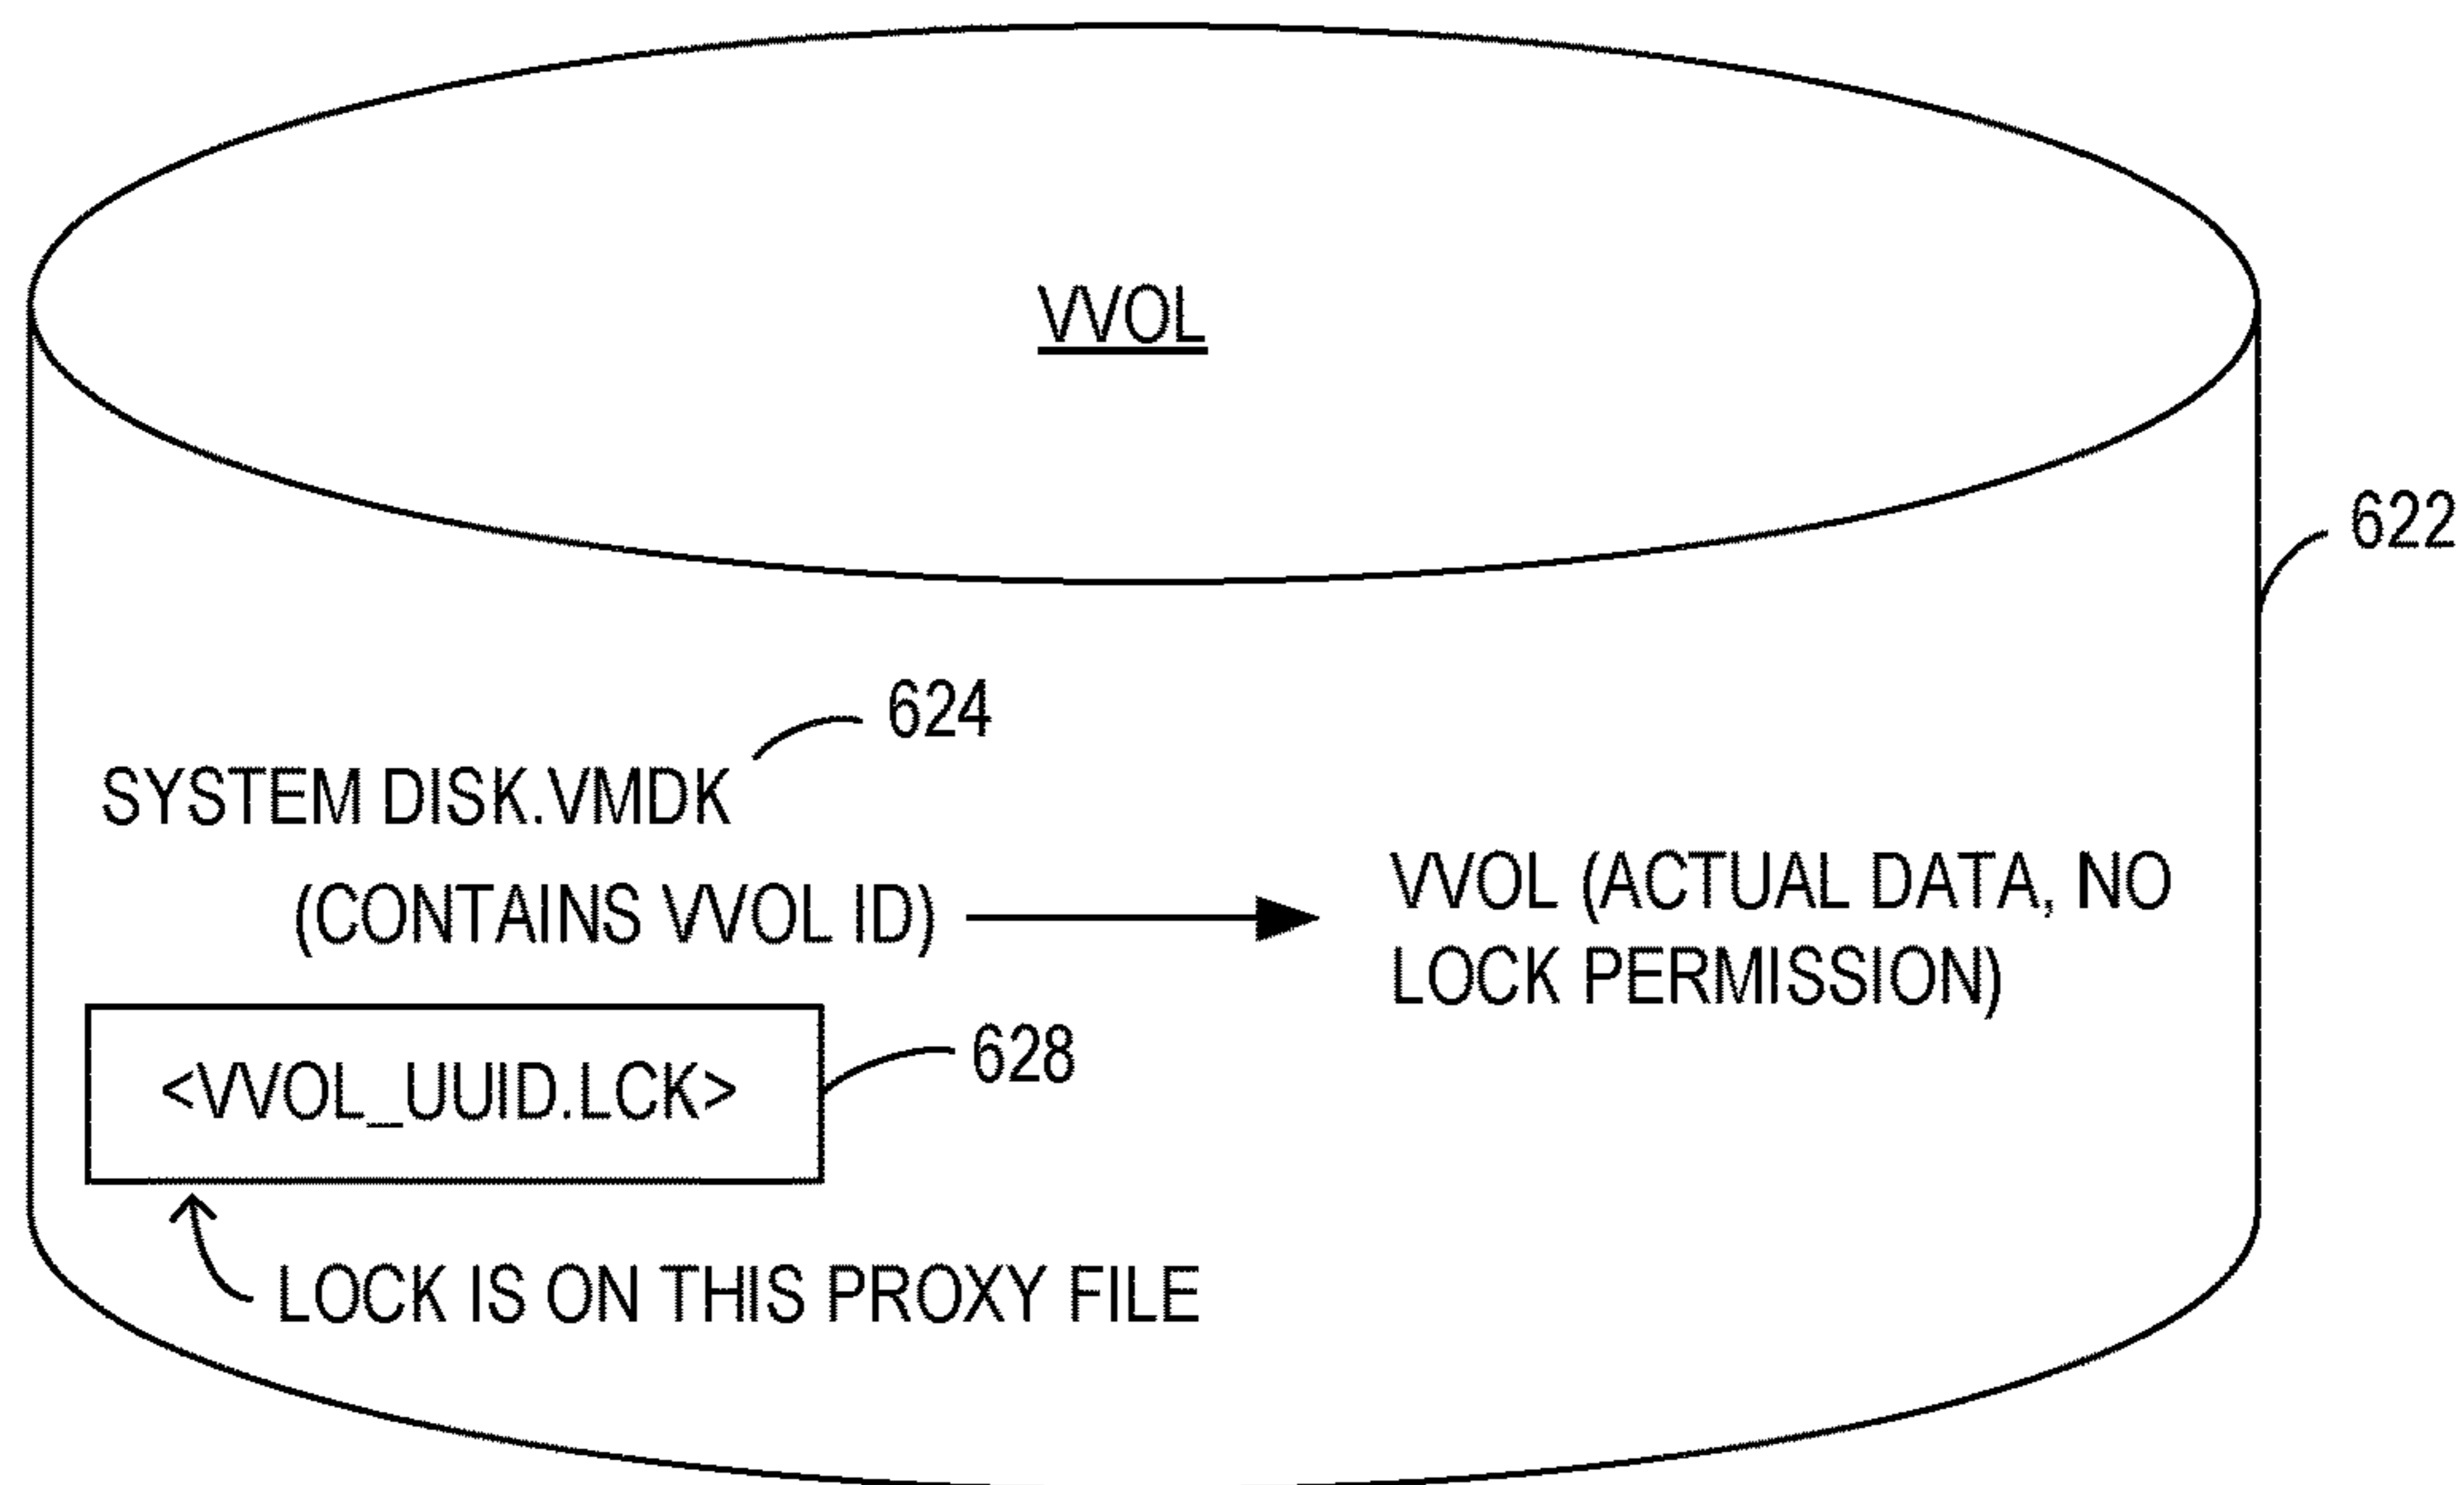 VVOL
622
624
SYSTEM DISK.VMDK
(CONTAINS VVOL ID)
VVOL (ACTUAL DATA, NO
LOCK PERMISSION)
628
<VVOL_UUID.LCK>
LOCK IS ON THIS PROXY FILE